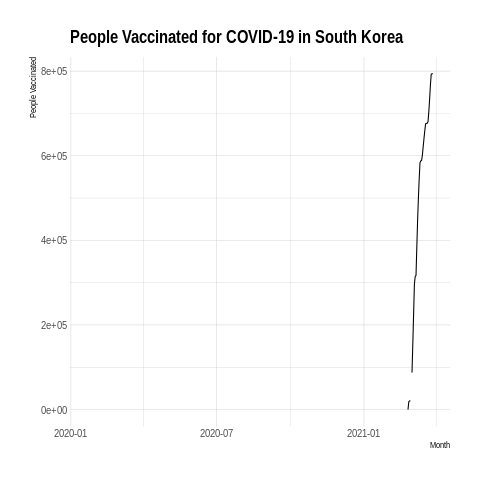 People Vaccinated for COVID-19 in South Korea
People Vaccinated
8e+05
6e+05
4e+05
2e+05
0e+00
2020-01
2020-07
2021-01
Month